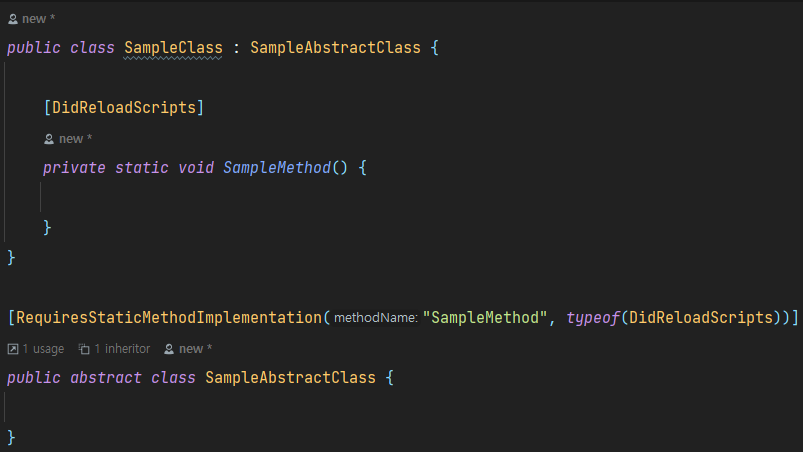 new *
public class SampleClass : SampleAbstractClass {
[DidReloadScripts]
new *
private static void SampleMethod() {
}
}
[RequiresStaticMethodImplementation( methodName: "SampleMethod", typeof(DidReloadScripts))]
1 usage 1 inheritor new *
public abstract class SampleAbstractClass {
}